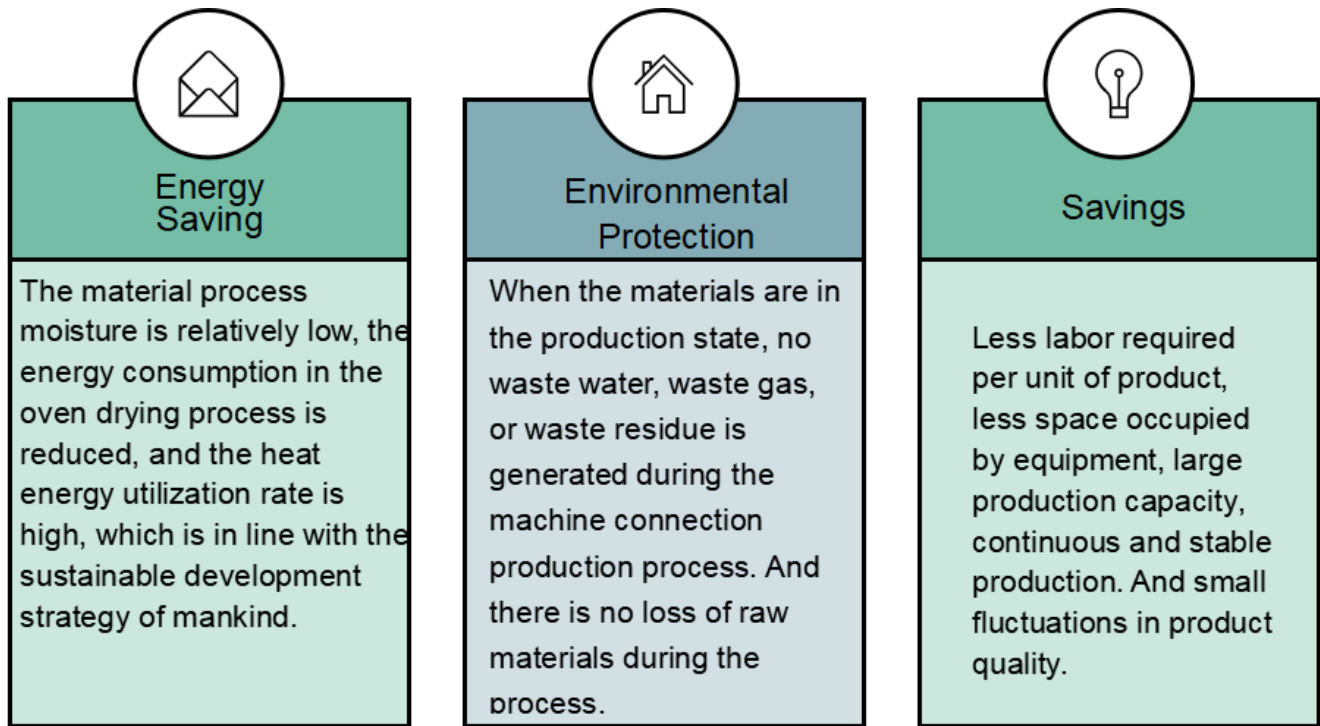 Energy
Saving
The material process
moisture is relatively low, the
energy consumption in the
oven drying process is
reduced, and the heat
energy utilization rate is
high, which is in line with the
sustainable development
strategy of mankind.
Environmental
Protection
When the materials are in
the production state, no
waste water, waste gas,
or waste residue is
generated during the
machine connection
production process. And
there is no loss of raw
materials during the
process.
Savings
Less labor required
per unit of product,
less space occupied
by equipment, large
production capacity,
continuous and stable
production. And small
fluctuations in product
quality.